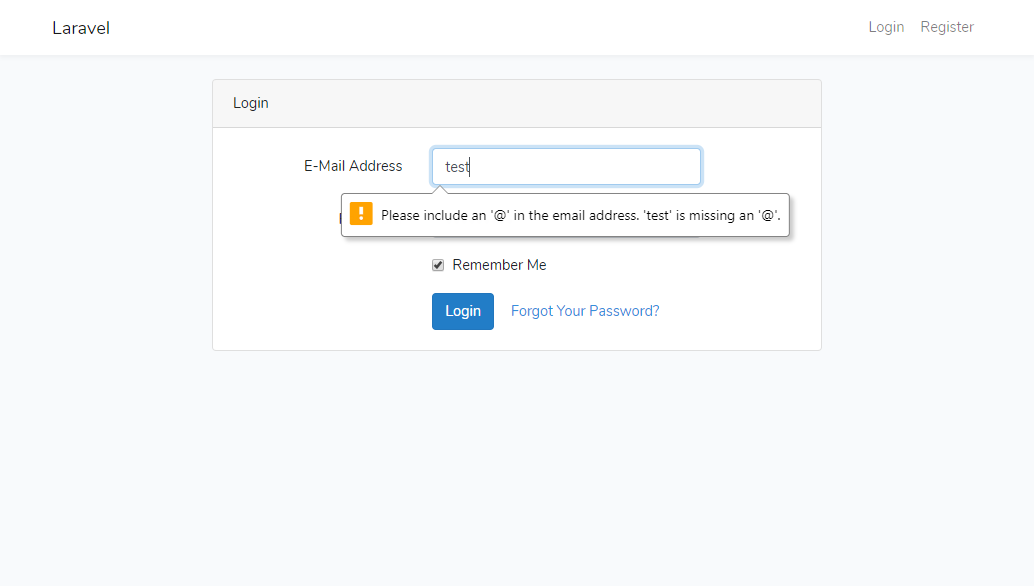 Laravel
Login Register
Login
E-Mail Address test
Please include an '@' in the email address. 'test' is missing an '@'.
Remember Me
Login Forgot Your Password?